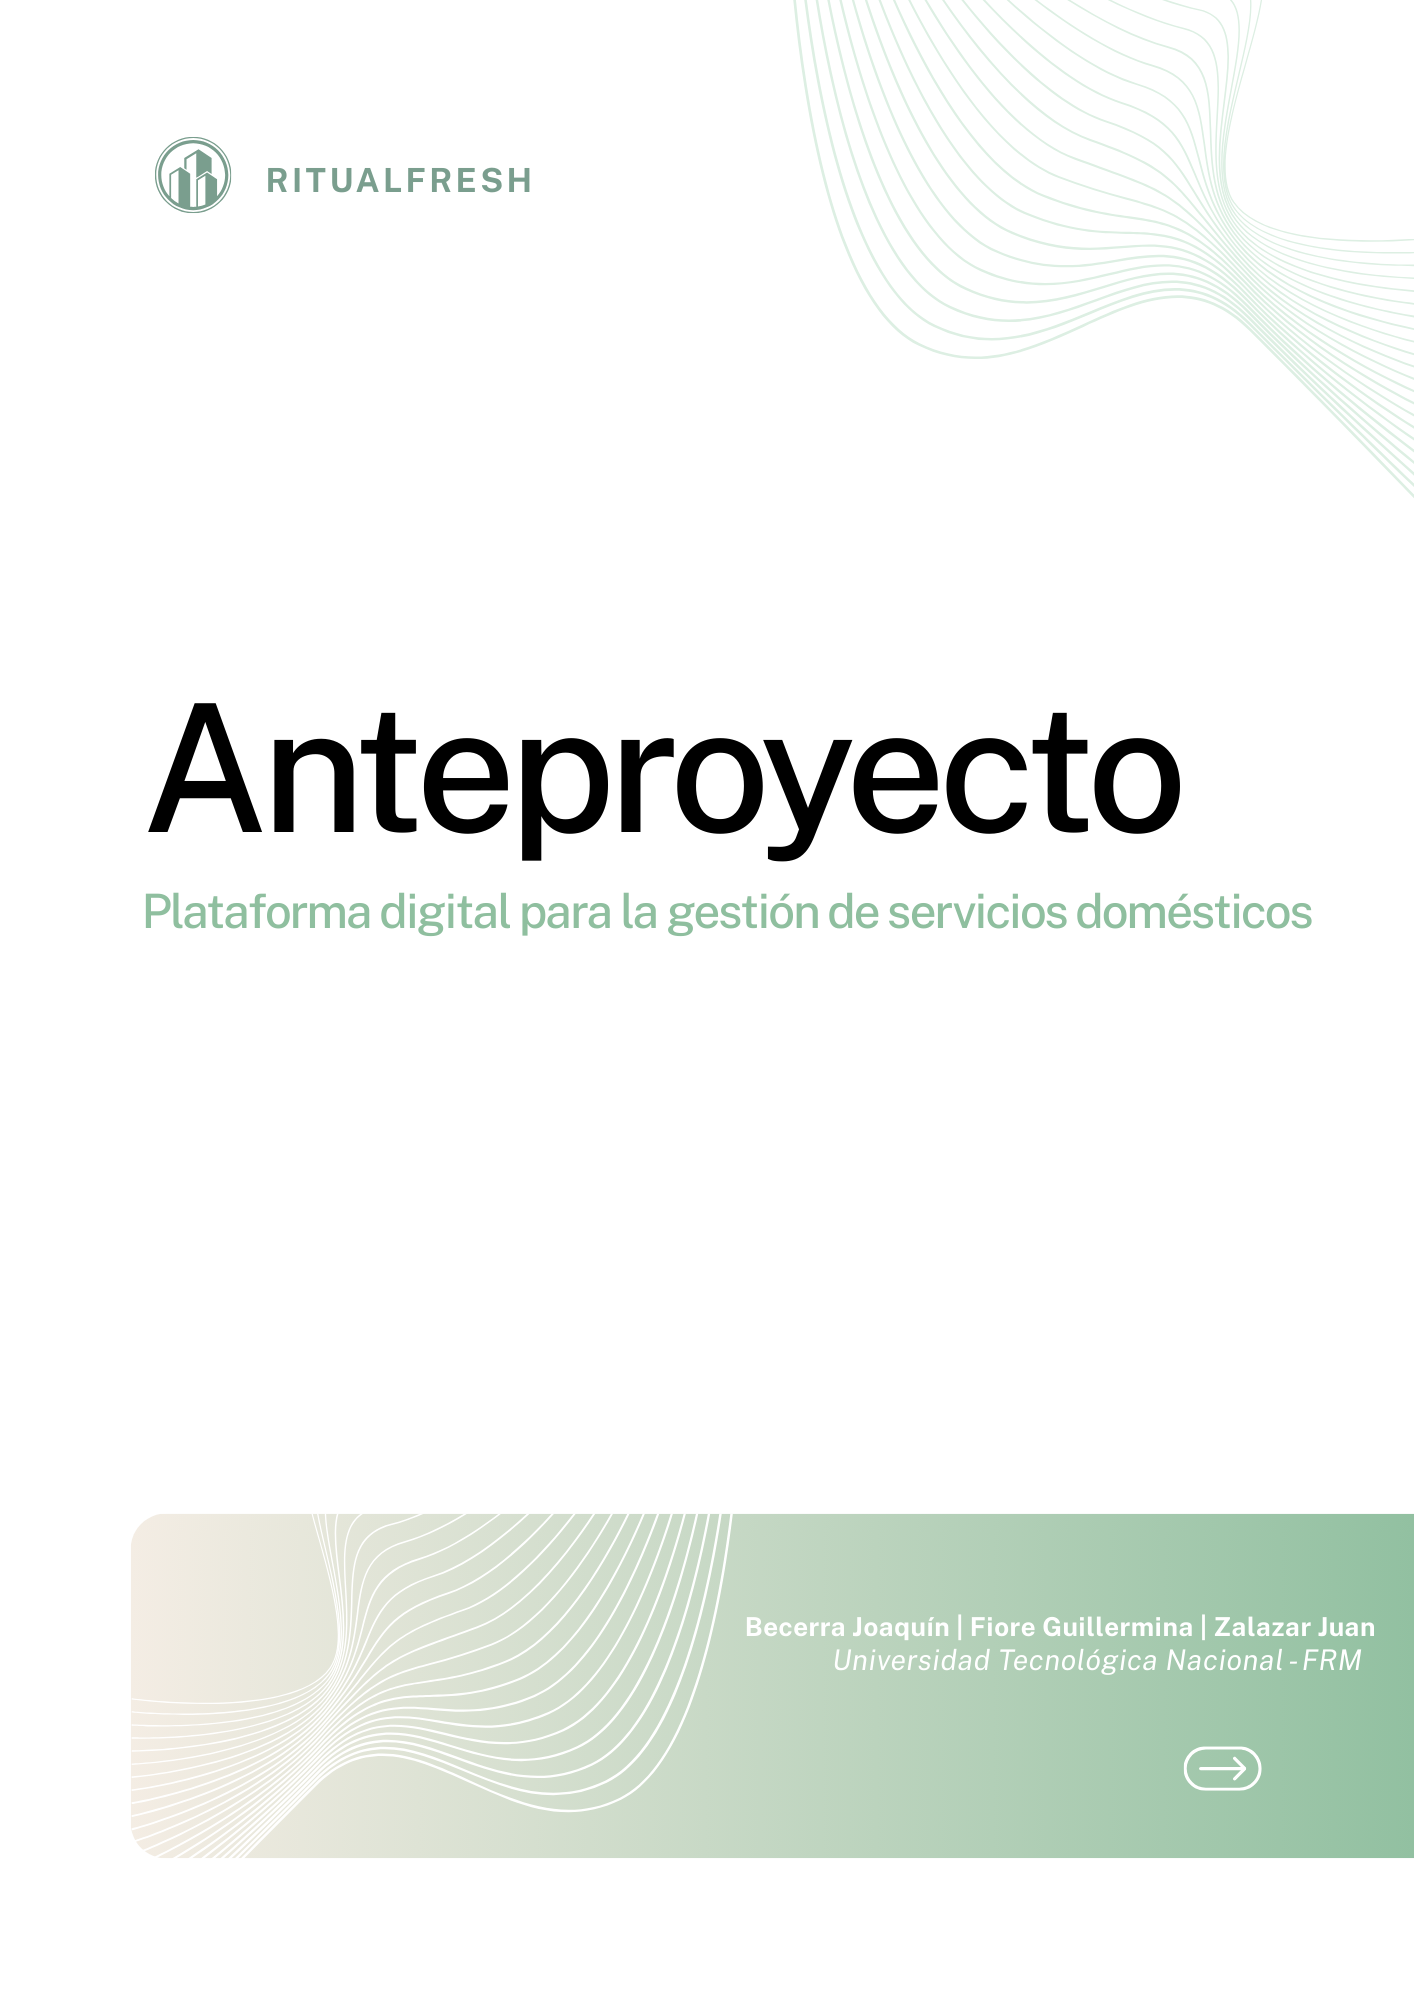 RITUALFRESH
Anteproyecto
Plataforma digital para la gestión de servicios domésticos
Becerra Joaquín | Fiore Guillermina | Zalazar Juan
Universidad Tecnológica Nacional - FRM